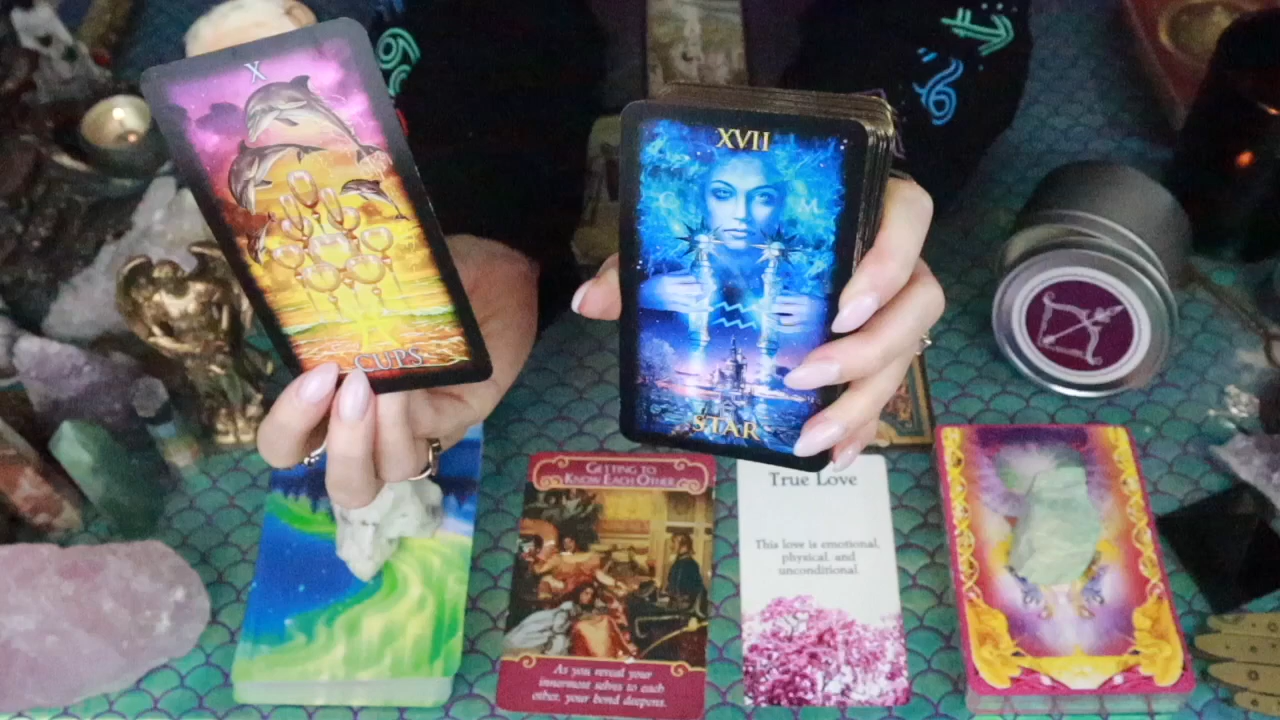 X
CUPS
XVII
STAR
GETTING TO
KNOW EACH OTHER
As you reveal your
innermost selves to each
other, your bond deepens.
True Love
This love is emotional,
physical, and
unconditional.